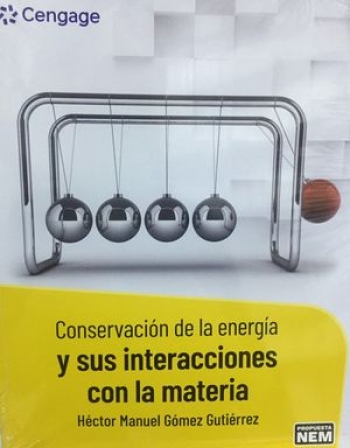 Cengage
Conservación de la energía
y sus interacciones
con la materia
Héctor Manuel Gómez Gutiérrez
PROPUESTA
NEM